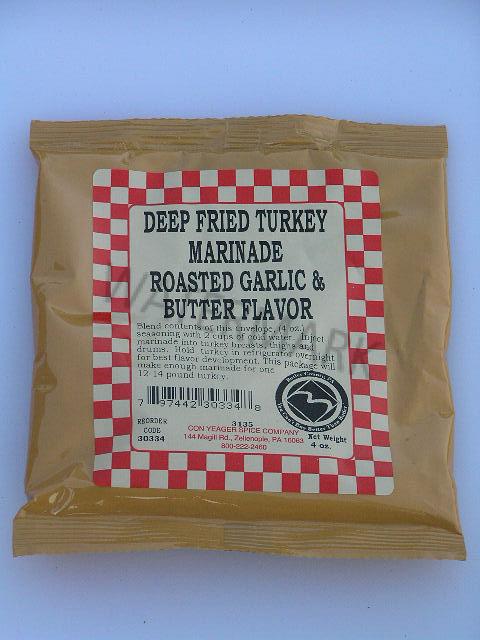 DEEP FRIED TURKEY
MARINADE
ROASTED GARLIC &
BUTTER FLAVOR
Blend contents of this envelope, (4 oz.)
seasoning with 2 cups of cold water. Inject
marinade into turkey breasts, thighs and
drums. Hold turkey in refrigerator overnight
for best flavor development. This package will
make enough marinade for one
12-14 pound turkey.
7 97442 30334 8
REORDER
CODE
30334
3135
CON YEAGER SPICE COMPANY
144 Magill Rd., Zelienople, PA 16063
800-222-2460
Butler County, PA
Net Weight
4 oz.
WATERMARK